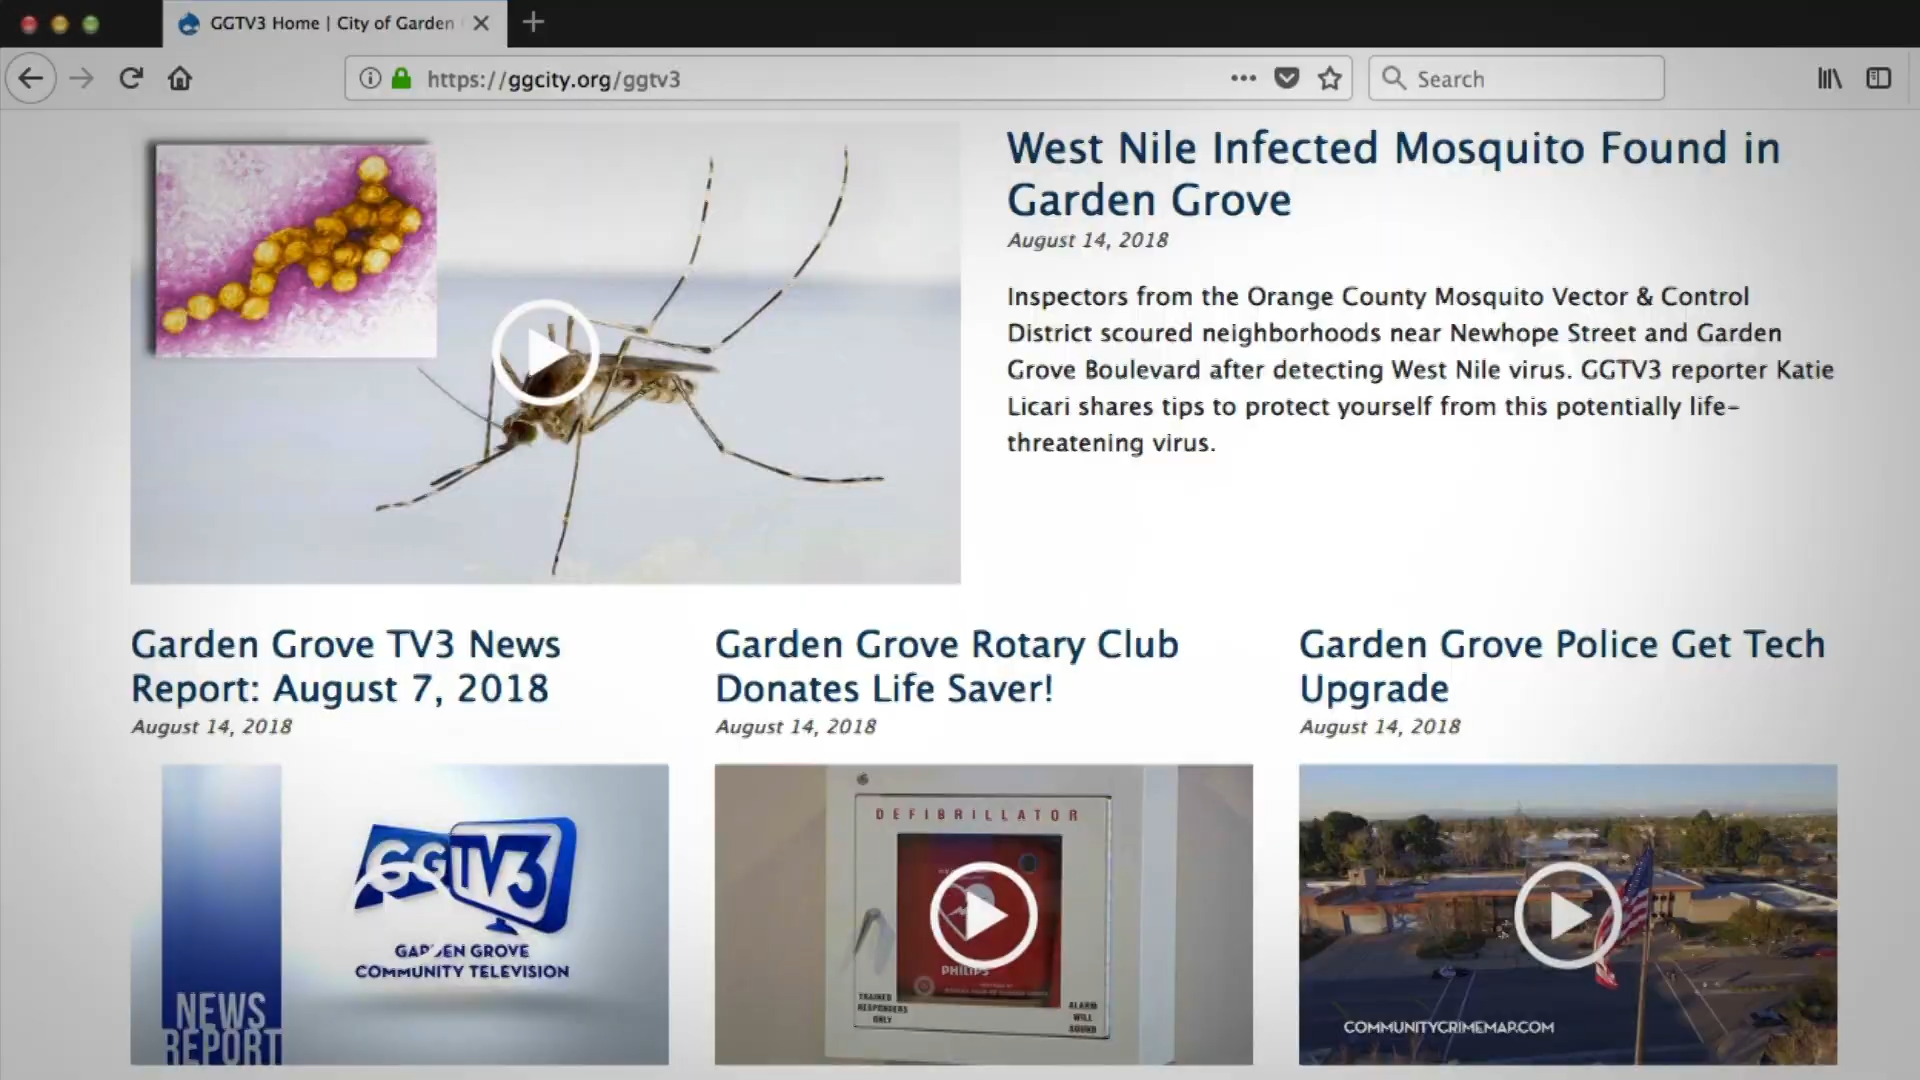 GGTV3 Home | City of Garden
https://ggcity.org/ggtv3
Search
West Nile Infected Mosquito Found in
Garden Grove
August 14, 2018
Inspectors from the Orange County Mosquito Vector & Control
District scoured neighborhoods near Newhope Street and Garden
Grove Boulevard after detecting West Nile virus. GGTV3 reporter Katie
Licari shares tips to protect yourself from this potentially life-
threatening virus.
Garden Grove TV3 News
Report: August 7, 2018
August 14, 2018
Garden Grove Rotary Club
Donates Life Saver!
August 14, 2018
Garden Grove Police Get Tech
Upgrade
August 14, 2018
GGTV3
GARDEN GROVE
COMMUNITY TELEVISION
NEWS
REPORT
DEFIBRILLATOR
PHILIPS
TRAINED
RESPONDERS
ONLY
ALARM
WILL
SOUND
COMMUNITYCRIMEMAP.COM